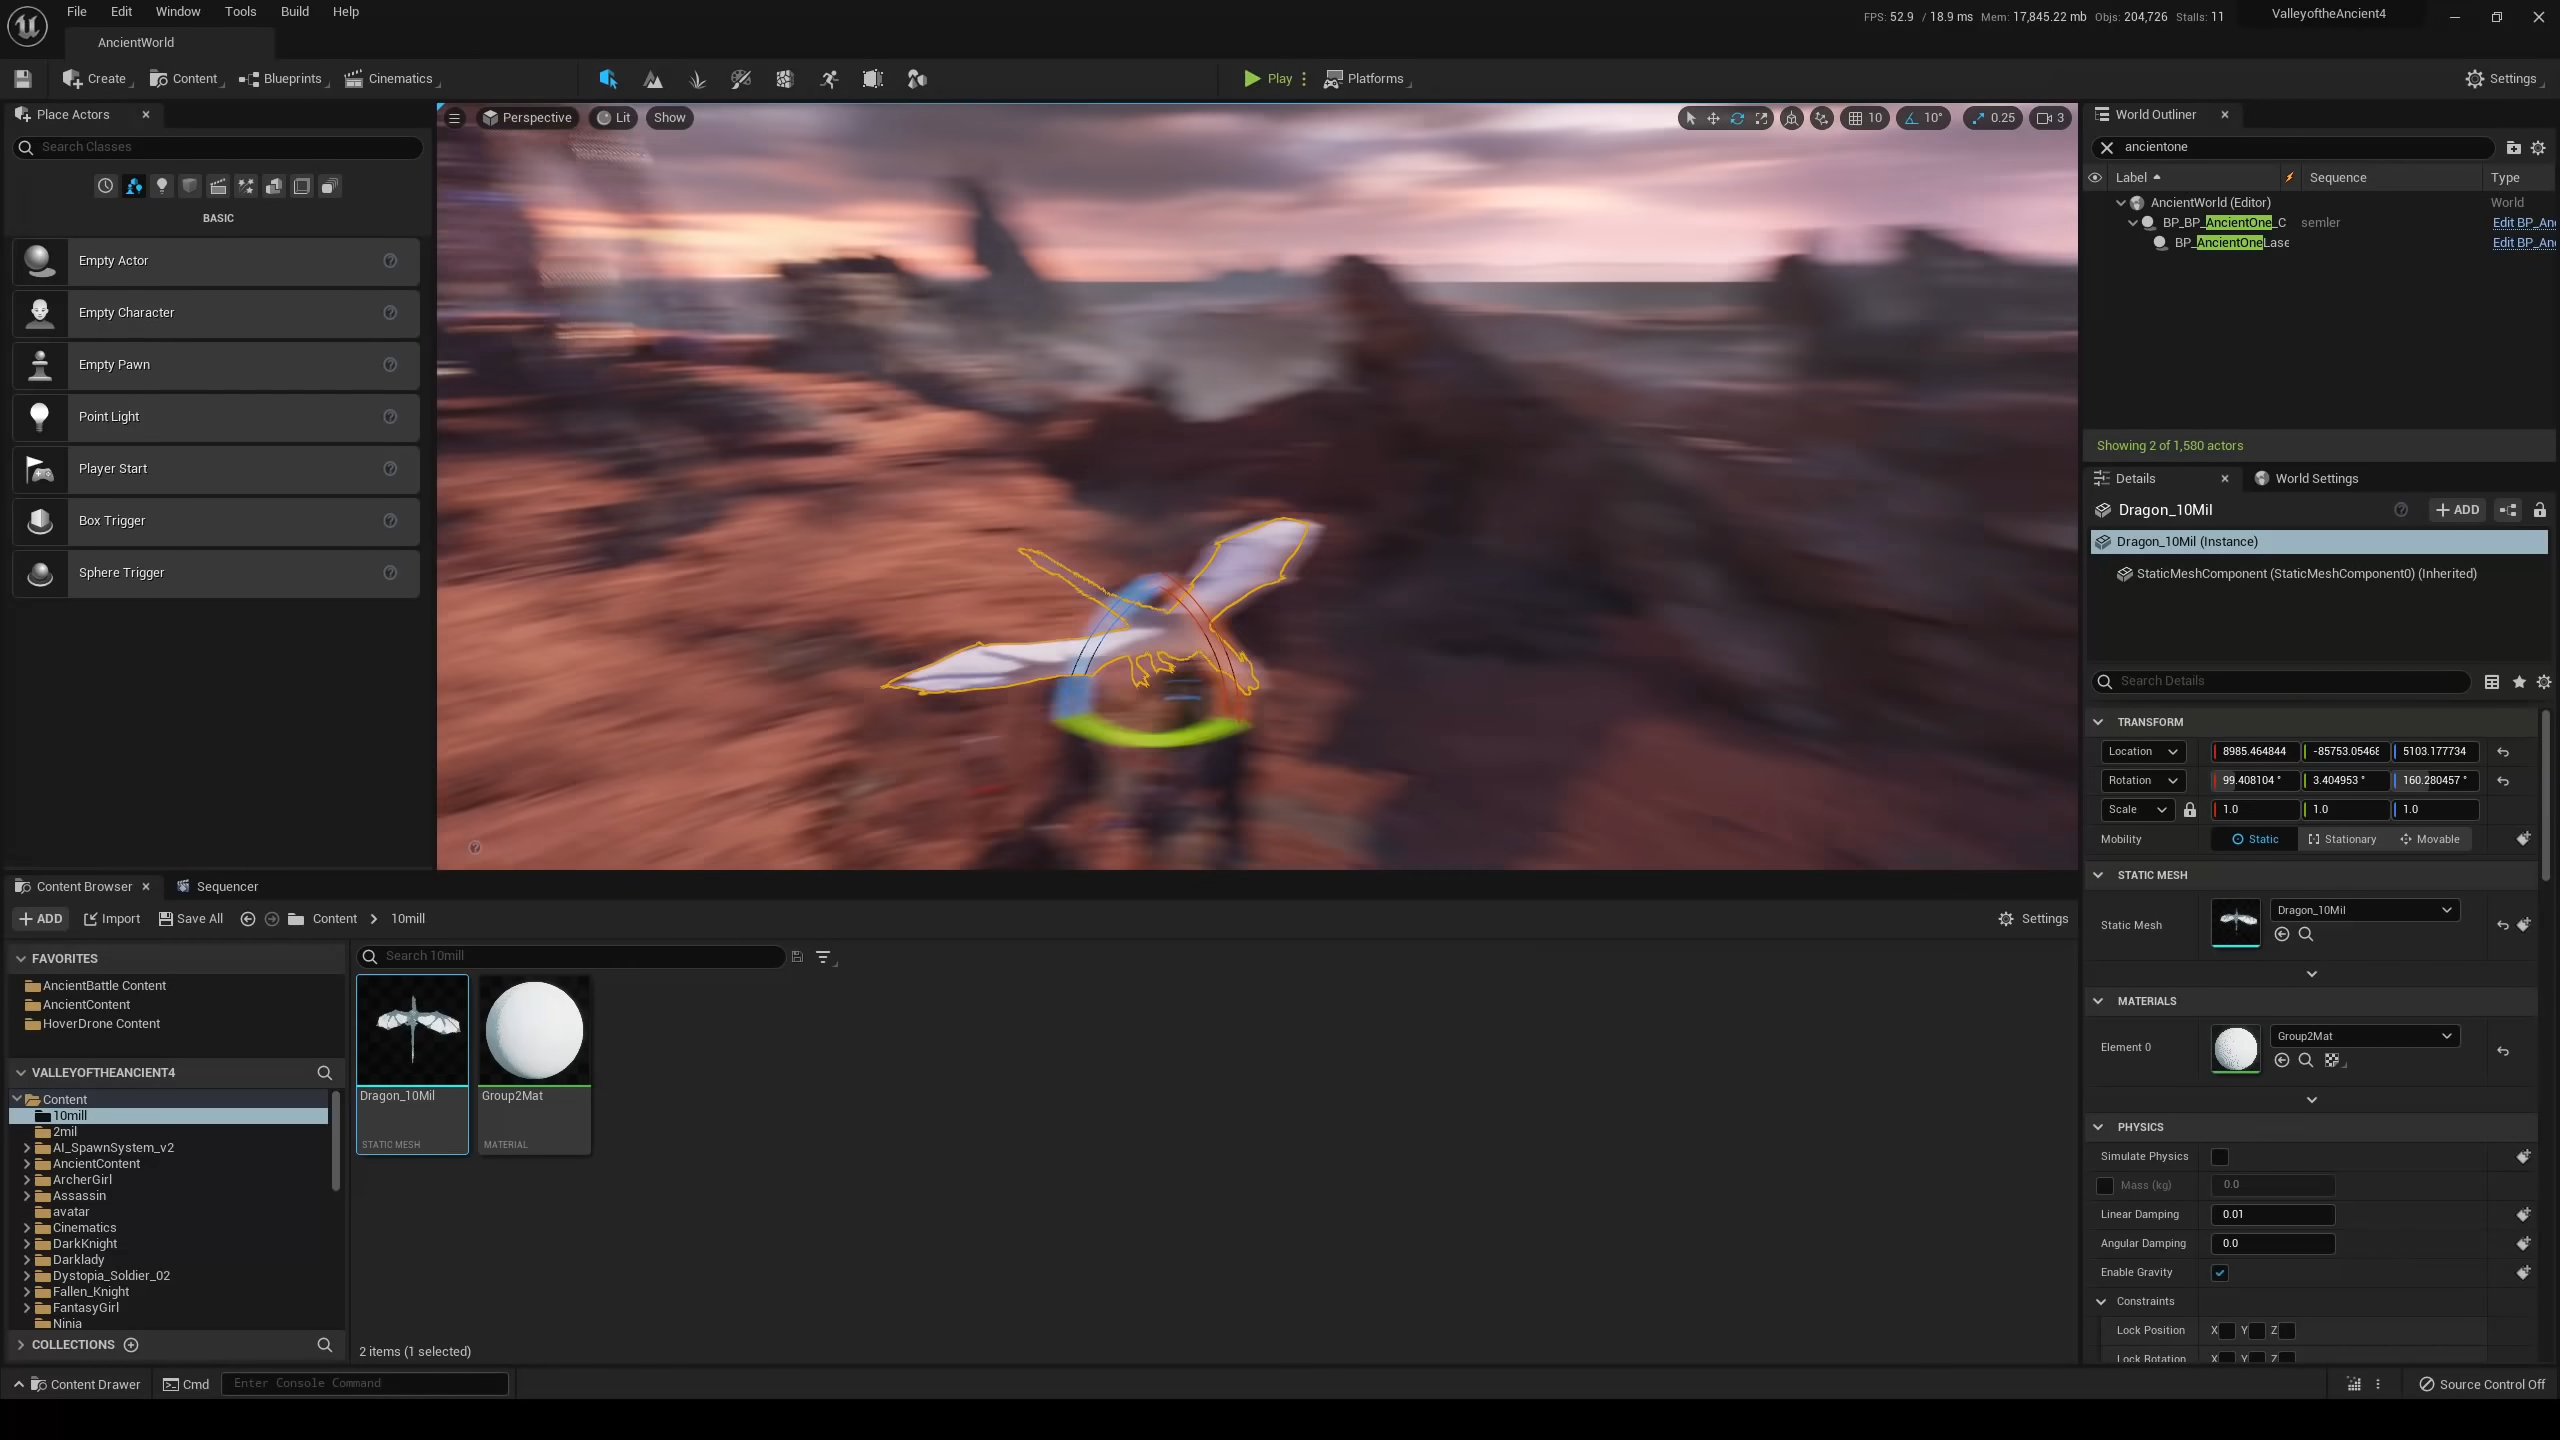 File Edit Window Tools Build Help
FPS: 52.9 / 18.9 ms Mem: 17,845.22 mb Objs: 204,726 Stalls: 11
ValleyoftheAncient4
AncientWorld
Create Content Blueprints Cinematics
Play Platforms
Settings
Place Actors
Search Classes
BASIC
Empty Actor
Empty Character
Empty Pawn
Point Light
Player Start
Box Trigger
Sphere Trigger
Perspective Lit Show
10 10° 0.25 3
World Outliner
ancientone
Label Sequence Type
AncientWorld (Editor) World
BP_BP_AncientOne_C semler Edit BP_An
BP_AncientOneLase Edit BP_An
Showing 2 of 1,580 actors
Details World Settings
Dragon_10Mil ADD
Dragon_10Mil (Instance)
StaticMeshComponent (StaticMeshComponent0) (Inherited)
Search Details
TRANSFORM
Location 8985.464844 -85753.05468 5103.177734
Rotation 99.408104 ° 3.404953 ° 160.280457 °
Scale 1.0 1.0 1.0
Mobility Static Stationary Movable
STATIC MESH
Static Mesh Dragon_10Mil
MATERIALS
Element 0 Group2Mat
PHYSICS
Simulate Physics
Mass (kg) 0.0
Linear Damping 0.01
Angular Damping 0.0
Enable Gravity
Constraints
Lock Position X Y Z
Lock Rotation X Y Z
Content Browser Sequencer
ADD Import Save All Content 10mill
Settings
FAVORITES
AncientBattle Content
AncientContent
HoverDrone Content
VALLEYOFTHEANCIENT4
Content
10mill
2mil
AI_SpawnSystem_v2
AncientContent
ArcherGirl
Assassin
avatar
Cinematics
DarkKnight
Darklady
Dystopia_Soldier_02
Fallen_Knight
FantasyGirl
Ninja
COLLECTIONS
Search 10mill
Dragon_10Mil
STATIC MESH
Group2Mat
MATERIAL
2 items (1 selected)
Content Drawer Cmd Enter Console Command
Source Control Off